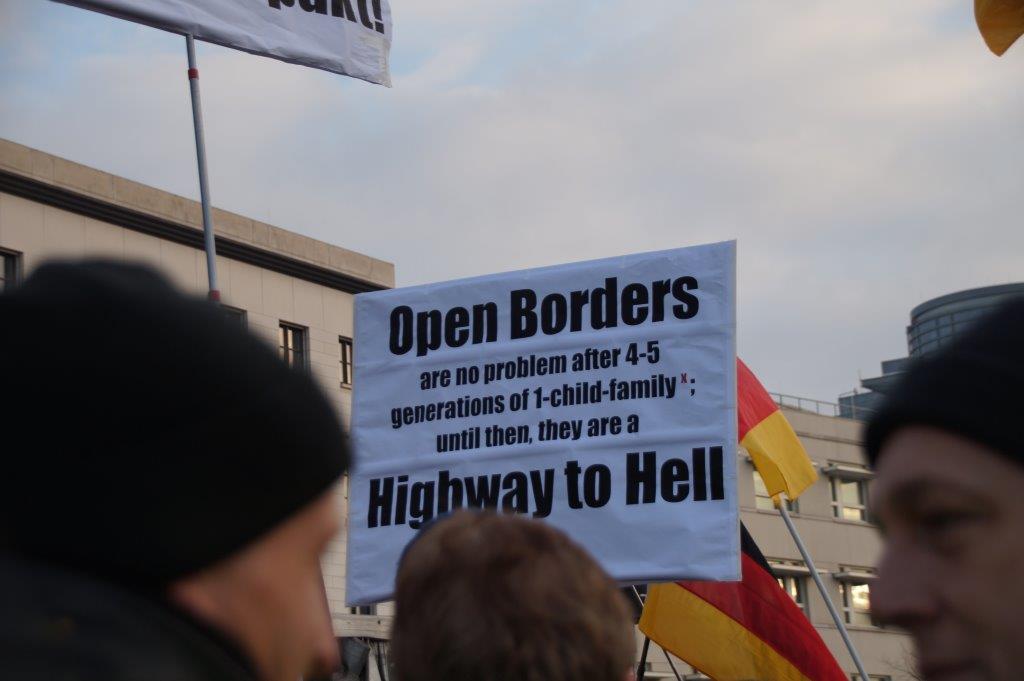 Open Borders
are no problem after 4-5
generations of 1-child-family x;
until then, they are a
Highway to Hell